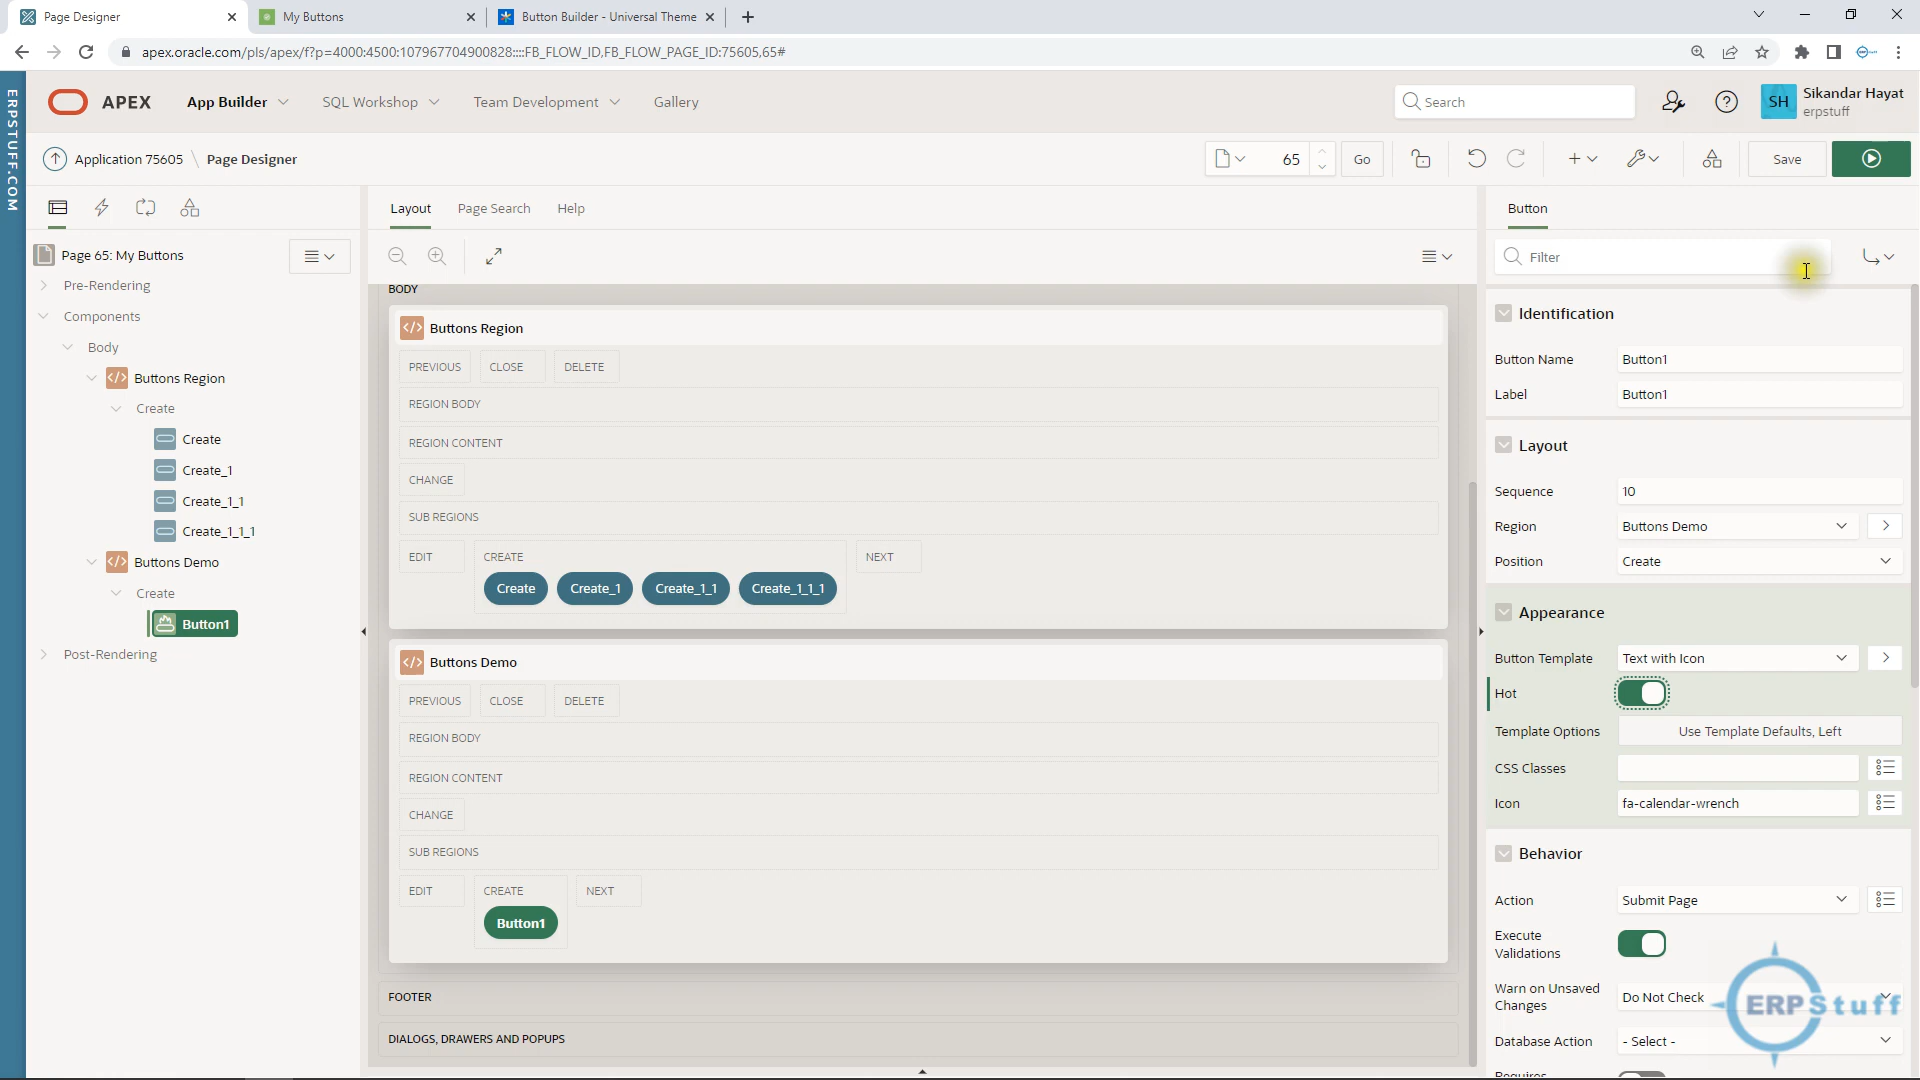 Page Designer
My Buttons
Button Builder - Universal Theme
apex.oracle.com/pls/apex/f?p=4000:4500:107967704900828::::FB_FLOW_ID,FB_FLOW_PAGE_ID:75605,65#
ERPSTUFF.COM
APEX
App Builder
SQL Workshop
Team Development
Gallery
Search
SH
Sikandar Hayat
erpstuff
Application 75605
\
Page Designer
65
Go
Save
Layout
Page Search
Help
Button
Page 65: My Buttons
Pre-Rendering
Components
Body
Buttons Region
Create
Create
Create_1
Create_1_1
Create_1_1_1
Buttons Demo
Create
Button1
Post-Rendering
BODY
Buttons Region
PREVIOUS
CLOSE
DELETE
REGION BODY
REGION CONTENT
CHANGE
SUB REGIONS
EDIT
CREATE
NEXT
Create
Create_1
Create_1_1
Create_1_1_1
Buttons Demo
PREVIOUS
CLOSE
DELETE
REGION BODY
REGION CONTENT
CHANGE
SUB REGIONS
EDIT
CREATE
NEXT
Button1
FOOTER
DIALOGS, DRAWERS AND POPUPS
Filter
Identification
Button Name
Button1
Label
Button1
Layout
Sequence
10
Region
Buttons Demo
Position
Create
Appearance
Button Template
Text with Icon
Hot
Template Options
Use Template Defaults, Left
CSS Classes
Icon
fa-calendar-wrench
Behavior
Action
Submit Page
Execute
Validations
Warn on Unsaved
Changes
Do Not Check
Database Action
- Select -
Requires
ERPStuff